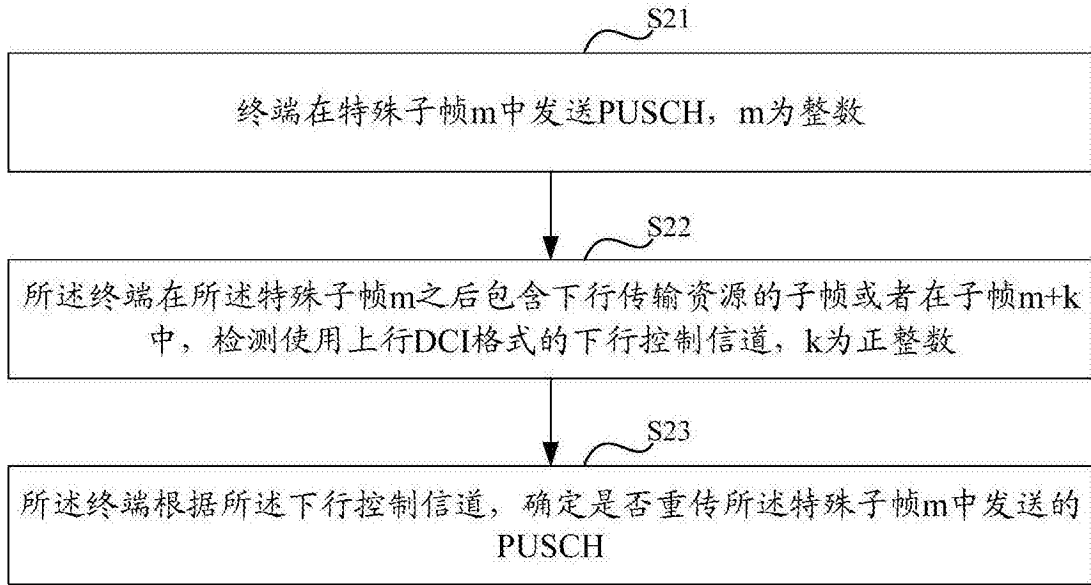 S21
终端在特殊子帧m中发送PUSCH，m为整数
S22
所述终端在所述特殊子帧m之后包含下行传输资源的子帧或者在子帧m+k
中，检测使用上行DCI格式的下行控制信道，k为正整数
S23
所述终端根据所述下行控制信道，确定是否重传所述特殊子帧m中发送的
PUSCH